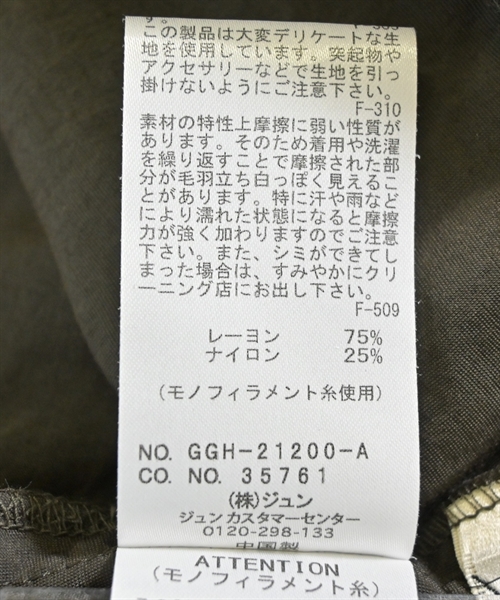 す。
F-305
この製品は大変デリケートな生
地を使用しています。突起物や
アクセサリーなどで生地を引っ
掛けないようにご注意下さい。
F-310
素材の特性上摩擦に弱い性質が
あります。そのため着用や洗濯
を繰り返すことで摩擦された部
分が毛羽立ち白っぽく見えるこ
とがあります。特に汗や雨など
により濡れた状態になると摩擦
力が強く加わりますのでご注意
下さい。また、シミができてし
まった場合は、すみやかにクリ
ーニング店にお出し下さい。
F-509
レーヨン 75%
ナイロン 25%
(モノフィラメント糸使用)
NO. GGH-21200-A
CO. NO. 35761
(株)ジュン
ジュンカスタマーセンター
0120-298-133
中国製
ATTENTION
(モノフィラメント糸)